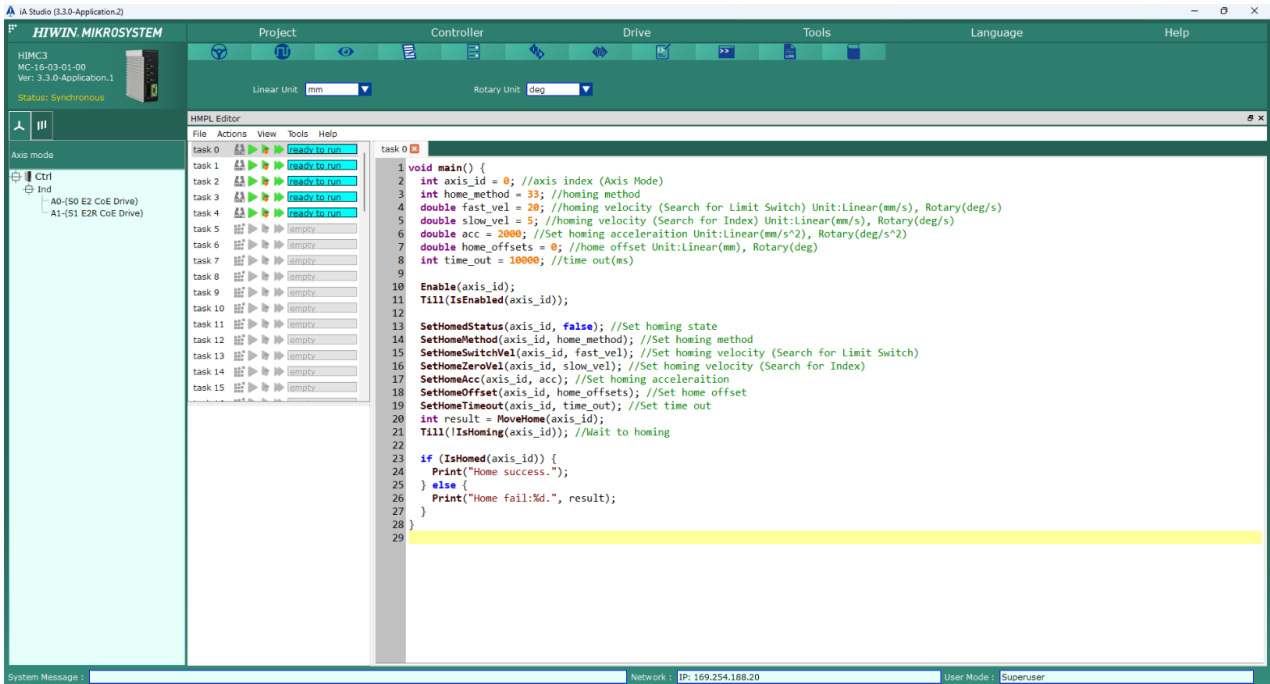 iA Studio (3.3.0-Application.2)
HIWIN. MIKROSYSTEM
Project Controller Drive Tools Language Help
HIMC3
MC-16-03-01-00
Ver: 3.3.0-Application.1
Status: Synchronous
Linear Unit mm Rotary Unit deg
Axis mode
Ctrl
Ind
A0-(S0 E2 CoE Drive)
A1-(S1 E2R CoE Drive)
HMPL Editor
File Actions View Tools Help
task 0 ready to run
task 1 ready to run
task 2 ready to run
task 3 ready to run
task 4 ready to run
task 5 empty
task 6 empty
task 7 empty
task 8 empty
task 9 empty
task 10 empty
task 11 empty
task 12 empty
task 13 empty
task 14 empty
task 15 empty
task 0
1 void main() {
2 int axis_id = 0; //axis index (Axis Mode)
3 int home_method = 33; //homing method
4 double fast_vel = 20; //homing velocity (Search for Limit Switch) Unit:Linear(mm/s), Rotary(deg/s)
5 double slow_vel = 5; //homing velocity (Search for Index) Unit:Linear(mm/s), Rotary(deg/s)
6 double acc = 2000; //Set homing acceleraition Unit:Linear(mm/s^2), Rotary(deg/s^2)
7 double home_offsets = 0; //home offset Unit:Linear(mm), Rotary(deg)
8 int time_out = 10000; //time out(ms)
9
10 Enable(axis_id);
11 Till(IsEnabled(axis_id));
12
13 SetHomedStatus(axis_id, false); //Set homing state
14 SetHomeMethod(axis_id, home_method); //Set homing method
15 SetHomeSwitchVel(axis_id, fast_vel); //Set homing velocity (Search for Limit Switch)
16 SetHomeZeroVel(axis_id, slow_vel); //Set homing velocity (Search for Index)
17 SetHomeAcc(axis_id, acc); //Set homing acceleraition
18 SetHomeOffset(axis_id, home_offsets); //Set home offset
19 SetHomeTimeout(axis_id, time_out); //Set time out
20 int result = MoveHome(axis_id);
21 Till(!IsHoming(axis_id)); //Wait to homing
22
23 if (IsHomed(axis_id)) {
24 Print("Home success.");
25 } else {
26 Print("Home fail:%d.", result);
27 }
28 }
29
System Message : Network : IP: 169.254.188.20 User Mode : Superuser